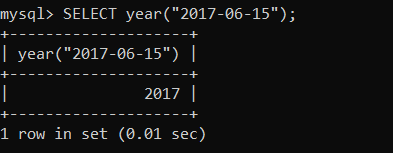 mysql> SELECT year("2017-06-15");
+--------------------+
| year("2017-06-15") |
+--------------------+
|               2017 |
+--------------------+
1 row in set (0.01 sec)